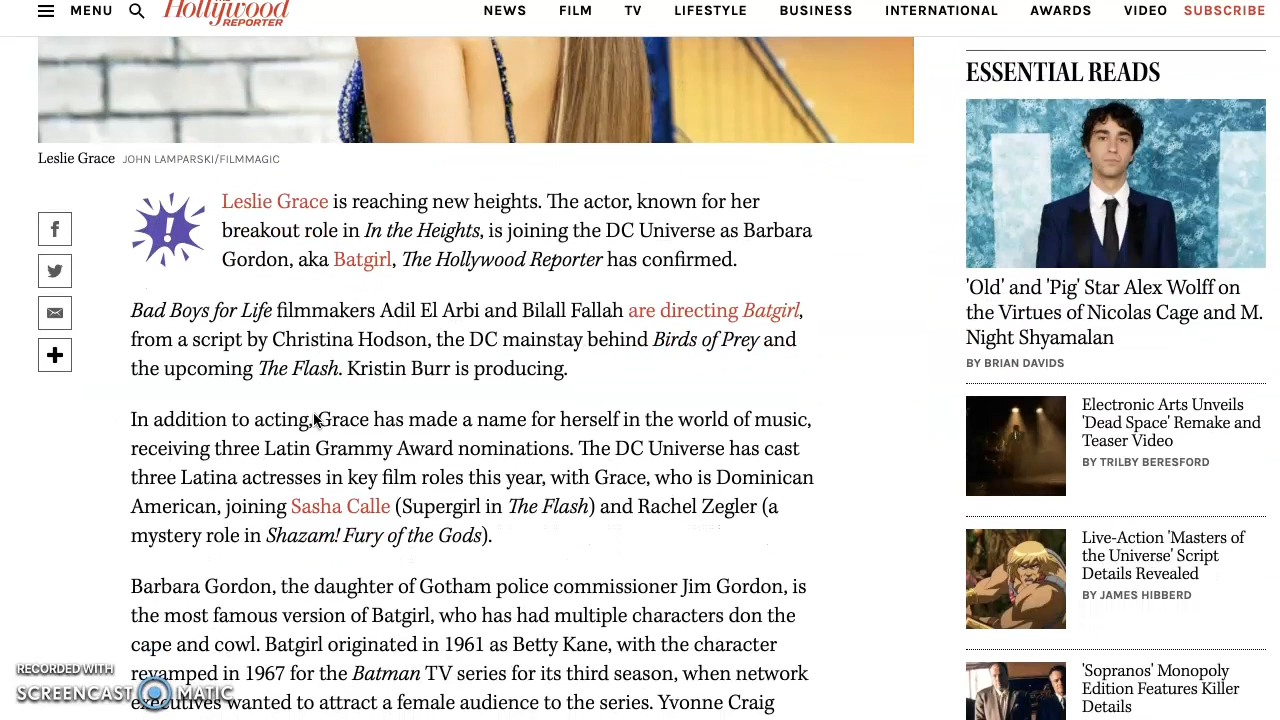 MENU
THE
Hollywood
REPORTER
NEWS FILM TV LIFESTYLE BUSINESS INTERNATIONAL AWARDS VIDEO SUBSCRIBE
Leslie Grace JOHN LAMPARSKI/FILMMAGIC
Leslie Grace is reaching new heights. The actor, known for her
breakout role in In the Heights, is joining the DC Universe as Barbara
Gordon, aka Batgirl, The Hollywood Reporter has confirmed.
Bad Boys for Life filmmakers Adil El Arbi and Bilall Fallah are directing Batgirl,
from a script by Christina Hodson, the DC mainstay behind Birds of Prey and
the upcoming The Flash. Kristin Burr is producing.
In addition to acting, Grace has made a name for herself in the world of music,
receiving three Latin Grammy Award nominations. The DC Universe has cast
three Latina actresses in key film roles this year, with Grace, who is Dominican
American, joining Sasha Calle (Supergirl in The Flash) and Rachel Zegler (a
mystery role in Shazam! Fury of the Gods).
Barbara Gordon, the daughter of Gotham police commissioner Jim Gordon, is
the most famous version of Batgirl, who has had multiple characters don the
cape and cowl. Batgirl originated in 1961 as Betty Kane, with the character
revamped in 1967 for the Batman TV series for its third season, when network
executives wanted to attract a female audience to the series. Yvonne Craig
ESSENTIAL READS
'Old' and 'Pig' Star Alex Wolff on
the Virtues of Nicolas Cage and M.
Night Shyamalan
BY BRIAN DAVIDS
Electronic Arts Unveils
'Dead Space' Remake and
Teaser Video
BY TRILBY BERESFORD
Live-Action 'Masters of
the Universe' Script
Details Revealed
BY JAMES HIBBERD
'Sopranos' Monopoly
Edition Features Killer
Details
RECORDED WITH
SCREENCAST MATIC